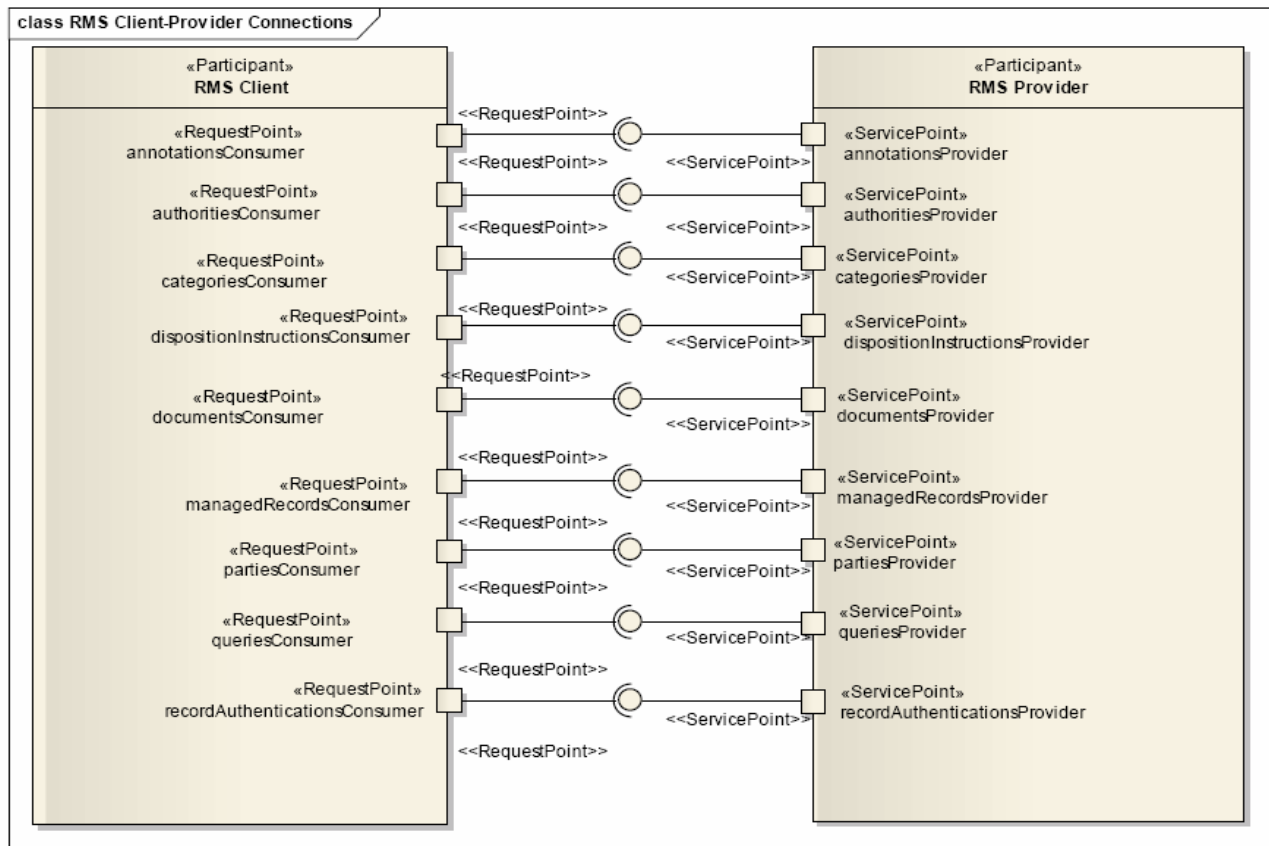 class RMS Client-Provider Connections
«Participant»
RMS Client
«Participant»
RMS Provider
<<RequestPoint>>
«RequestPoint»
annotationsConsumer
«ServicePoint»
annotationsProvider
<<RequestPoint>>
<<ServicePoint>>
«RequestPoint»
authoritiesConsumer
«ServicePoint»
authoritiesProvider
<<RequestPoint>>
<<ServicePoint>>
«RequestPoint»
categoriesConsumer
«ServicePoint»
categoriesProvider
<<ServicePoint>>
<<RequestPoint>>
«RequestPoint»
dispositionInstructionsConsumer
«ServicePoint»
dispositionInstructionsProvider
<<ServicePoint>>
<<RequestPoint>>
«RequestPoint»
documentsConsumer
«ServicePoint»
documentsProvider
<<ServicePoint>>
<<RequestPoint>>
«RequestPoint»
managedRecordsConsumer
«ServicePoint»
managedRecordsProvider
<<ServicePoint>>
<<RequestPoint>>
«RequestPoint»
partiesConsumer
«ServicePoint»
partiesProvider
<<ServicePoint>>
<<RequestPoint>>
«RequestPoint»
queriesConsumer
«ServicePoint»
queriesProvider
<<ServicePoint>>
<<RequestPoint>>
«RequestPoint»
recordAuthenticationsConsumer
«ServicePoint»
recordAuthenticationsProvider
<<ServicePoint>>
<<RequestPoint>>